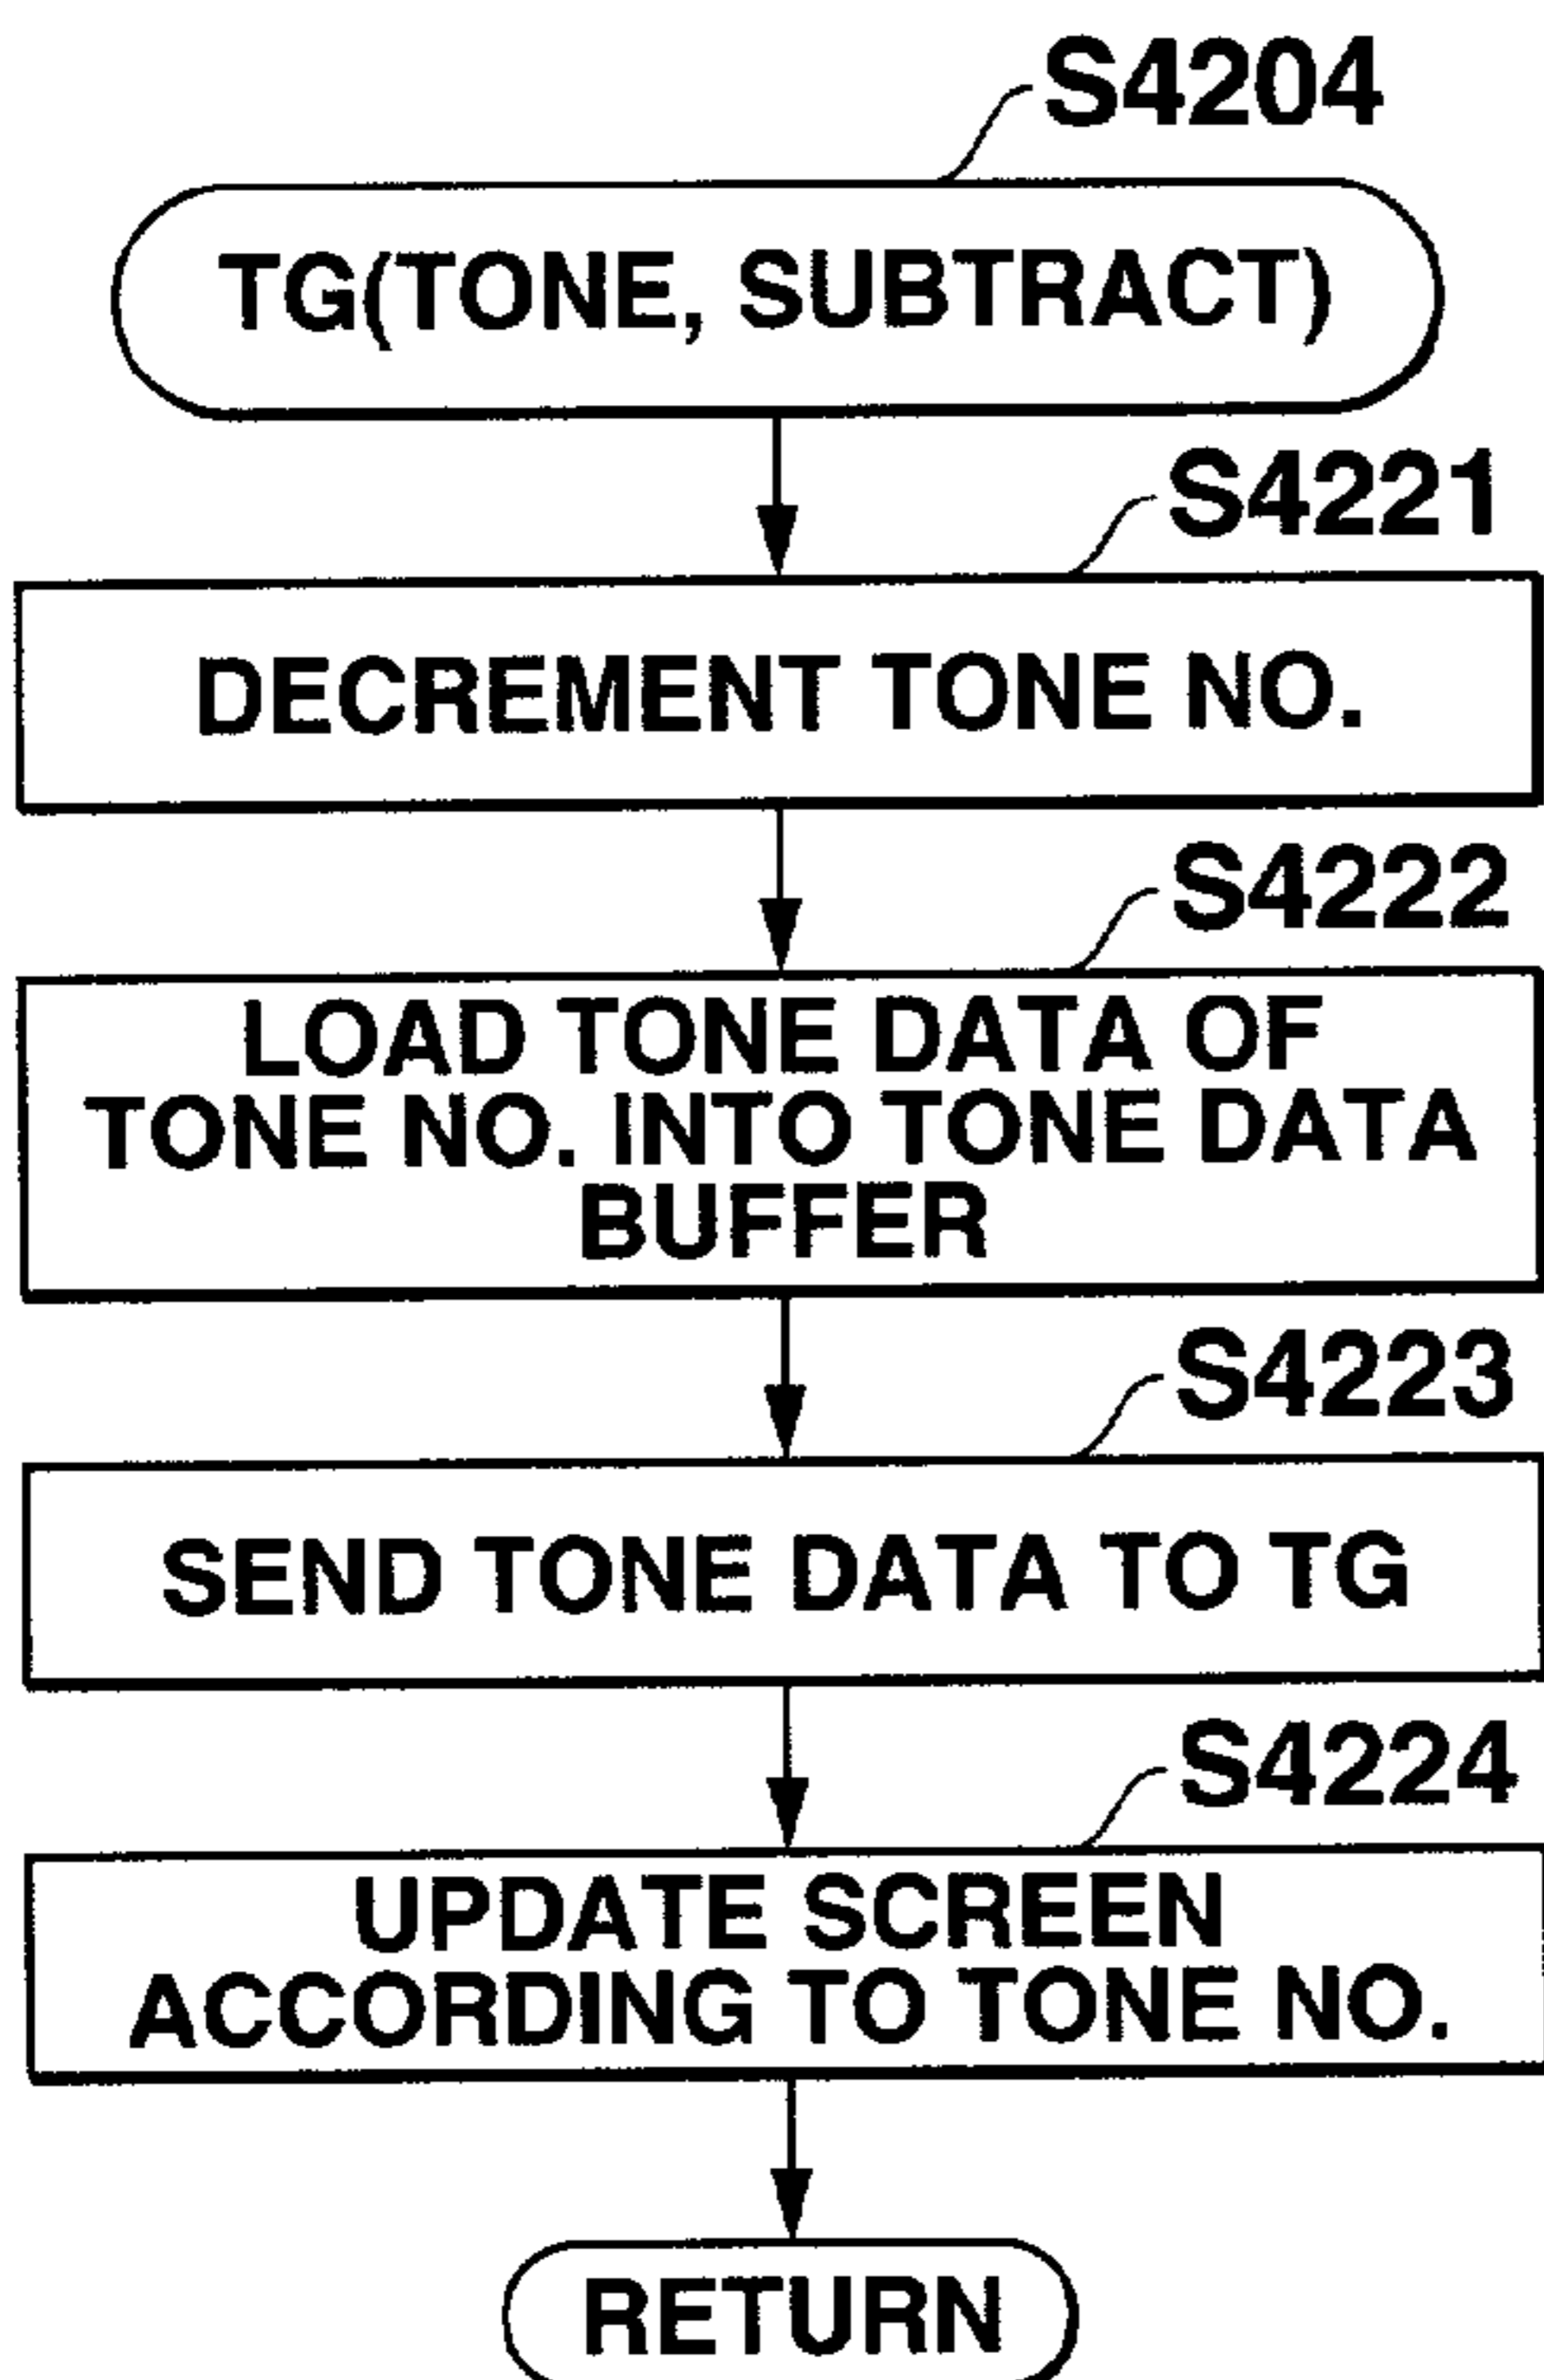 S4204
TG(TONE, SUBTRACT)
S4221
DECREMENT TONE NO.
S4222
LOAD TONE DATA OF
TONE NO. INTO TONE DATA
BUFFER
S4223
SEND TONE DATA TO TG
S4224
UPDATE SCREEN
ACCORDING TO TONE NO.
RETURN